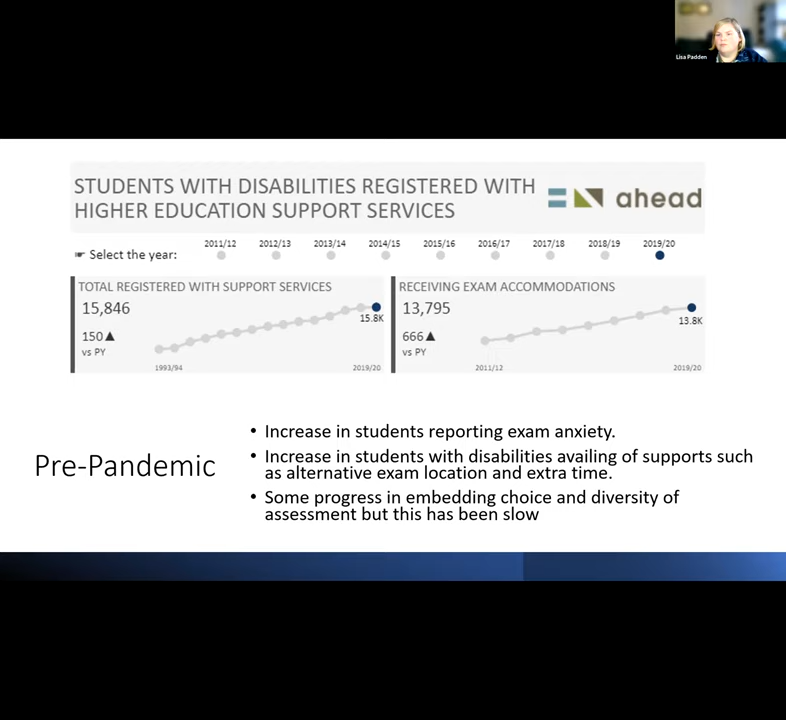 Lisa Padden
STUDENTS WITH DISABILITIES REGISTERED WITH
HIGHER EDUCATION SUPPORT SERVICES
ahead
Select the year:
2011/12 2012/13 2013/14 2014/15 2015/16 2016/17 2017/18 2018/19 2019/20
TOTAL REGISTERED WITH SUPPORT SERVICES
15,846
150▲
vs PY
15.8K
1993/94 2019/20
RECEIVING EXAM ACCOMMODATIONS
13,795
666▲
vs PY
13.8K
2011/12 2019/20
Pre-Pandemic
• Increase in students reporting exam anxiety.
• Increase in students with disabilities availing of supports such
as alternative exam location and extra time.
• Some progress in embedding choice and diversity of
assessment but this has been slow